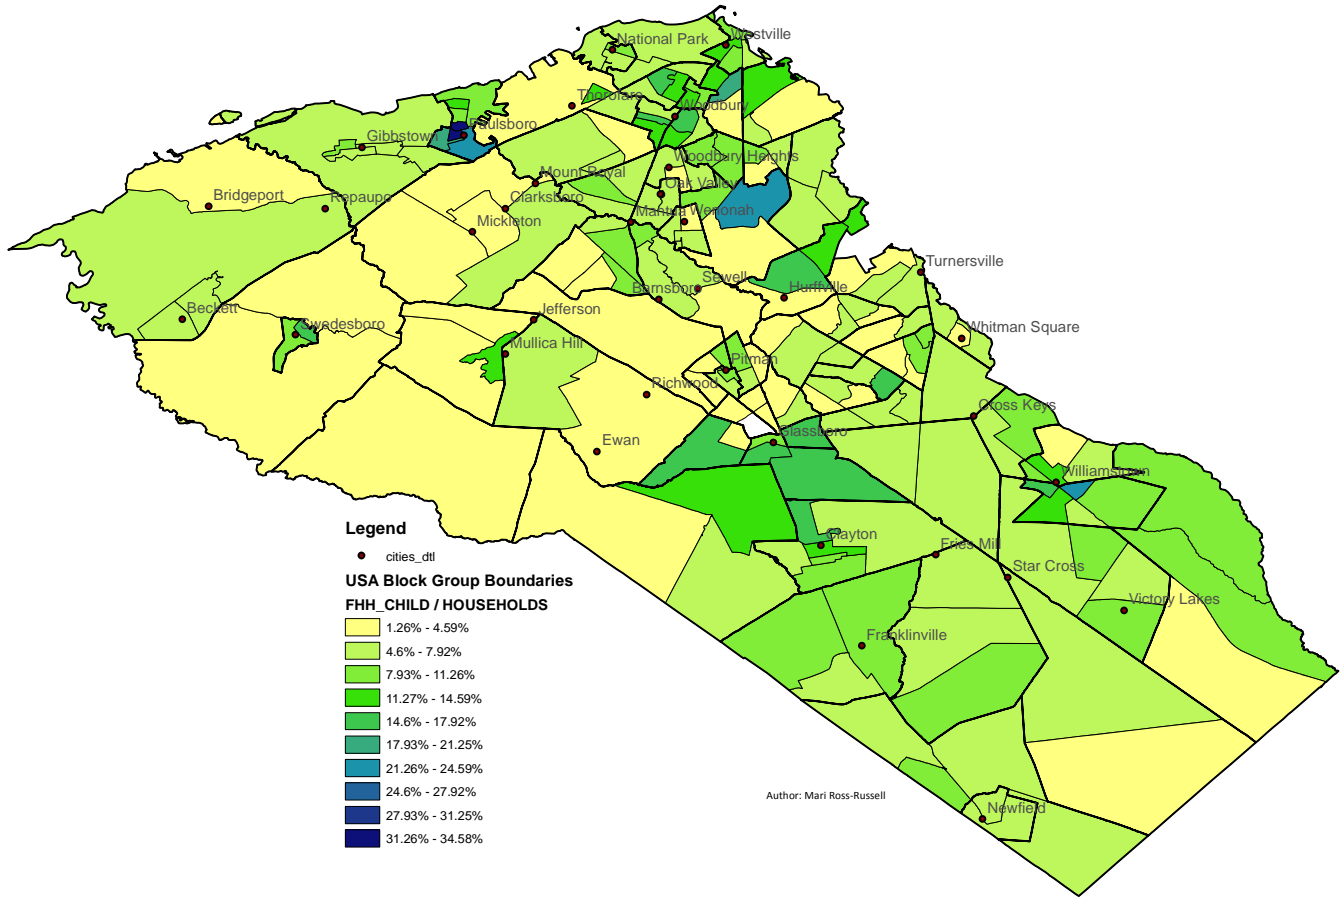 Westville
National Park
Thorofare
Woodbury
Paulsboro
Gibbstown
Woodbury Heights
Mount Royal
Oak Valley
Bridgeport
Repaupo
Clarksboro
Mantua
Wenonah
Mickleton
Turnersville
Sewell
Barnsboro
Hurffville
Beckett
Jefferson
Swedesboro
Whitman Square
Mullica Hill
Pitman
Richwood
Cross Keys
Glassboro
Ewan
Williamstown
Clayton
Fries Mill
Star Cross
Victory Lakes
Franklinville
Newfield
Legend
cities_dtl
USA Block Group Boundaries
FHH_CHILD / HOUSEHOLDS
1.26% - 4.59%
4.6% - 7.92%
7.93% - 11.26%
11.27% - 14.59%
14.6% - 17.92%
17.93% - 21.25%
21.26% - 24.59%
24.6% - 27.92%
27.93% - 31.25%
31.26% - 34.58%
Author: Mari Ross-Russell